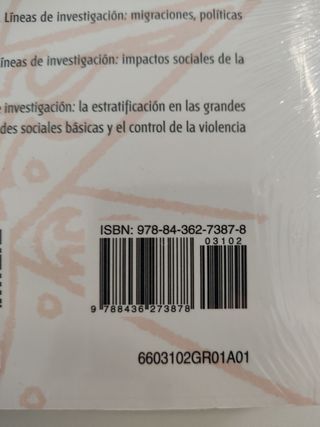 Líneas de investigación: migraciones, políticas
íneas de investigación: impactos sociales de la
investigación: la estratificación en las grandes
des sociales básicas y el control de la violencia
ISBN: 978-84-362-7387-8
03102
9 788436 273878
6603102GR01A01